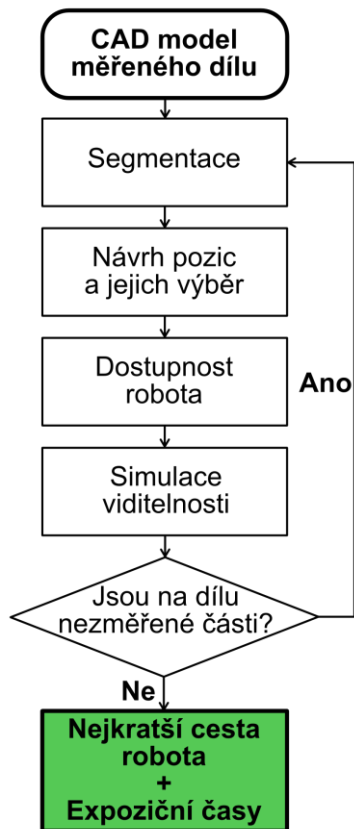 CAD model
měřeného dílu
Segmentace
Návrh pozic
a jejich výběr
Dostupnost
robota
Ano
Simulace
viditelnosti
Jsou na dílu
nezměřené části?
Ne
Nejkratší cesta
robota
+
Expoziční časy